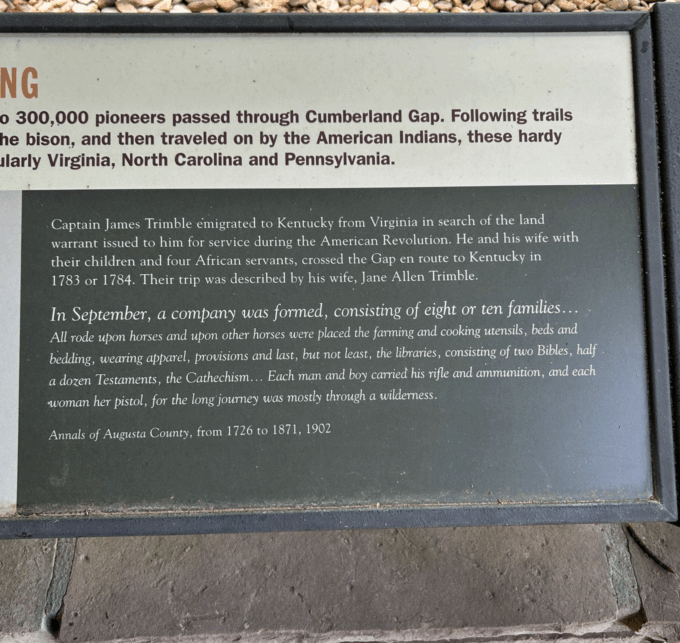 NG
o 300,000 pioneers passed through Cumberland Gap. Following trails
he bison, and then traveled on by the American Indians, these hardy
ularly Virginia, North Carolina and Pennsylvania.
Captain James Trimble emigrated to Kentucky from Virginia in search of the land
warrant issued to him for service during the American Revolution. He and his wife with
their children and four African servants, crossed the Gap en route to Kentucky in
1783 or 1784. Their trip was described by his wife, Jane Allen Trimble.
In September, a company was formed, consisting of eight or ten families...
All rode upon horses and upon other horses were placed the farming and cooking utensils, beds and
bedding, wearing apparel, provisions and last, but not least, the libraries, consisting of two Bibles, half
a dozen Testaments, the Cathechism... Each man and boy carried his rifle and ammunition, and each
woman her pistol, for the long journey was mostly through a wilderness.
Annals of Augusta County, from 1726 to 1871, 1902